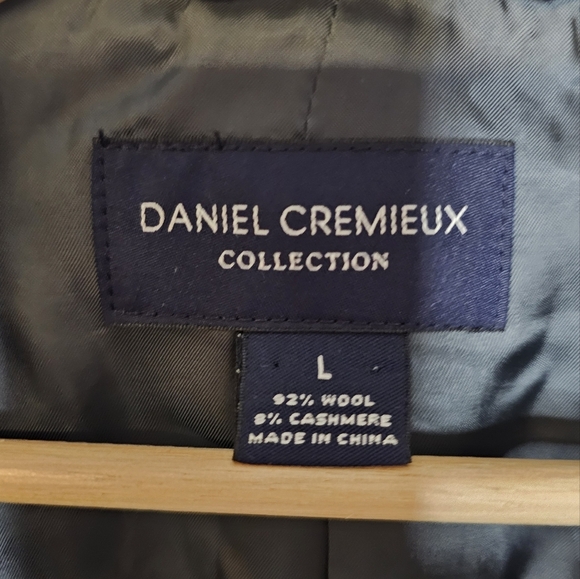 DANIEL CREMIEUX
COLLECTION
L
92% WOOL
8% CASHMERE
MADE IN CHINA